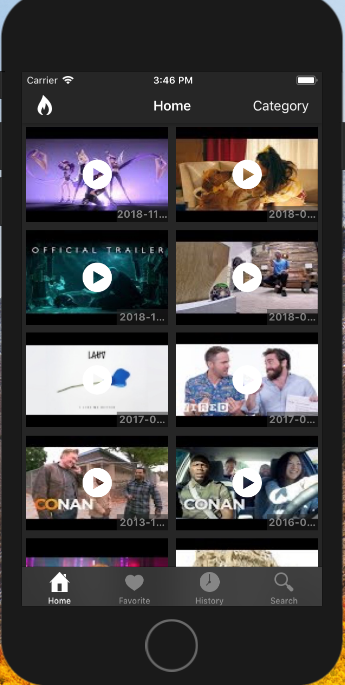 Carrier 3:46 PM
Home Category
2018-11... 2018-0...
OFFICIAL TRAILER
2018-1... 2018-0...
LAUV
WIRED
2017-0... 2017-0...
CONAN CONAN
2013-1... 2016-0...
Home Favorite History Search